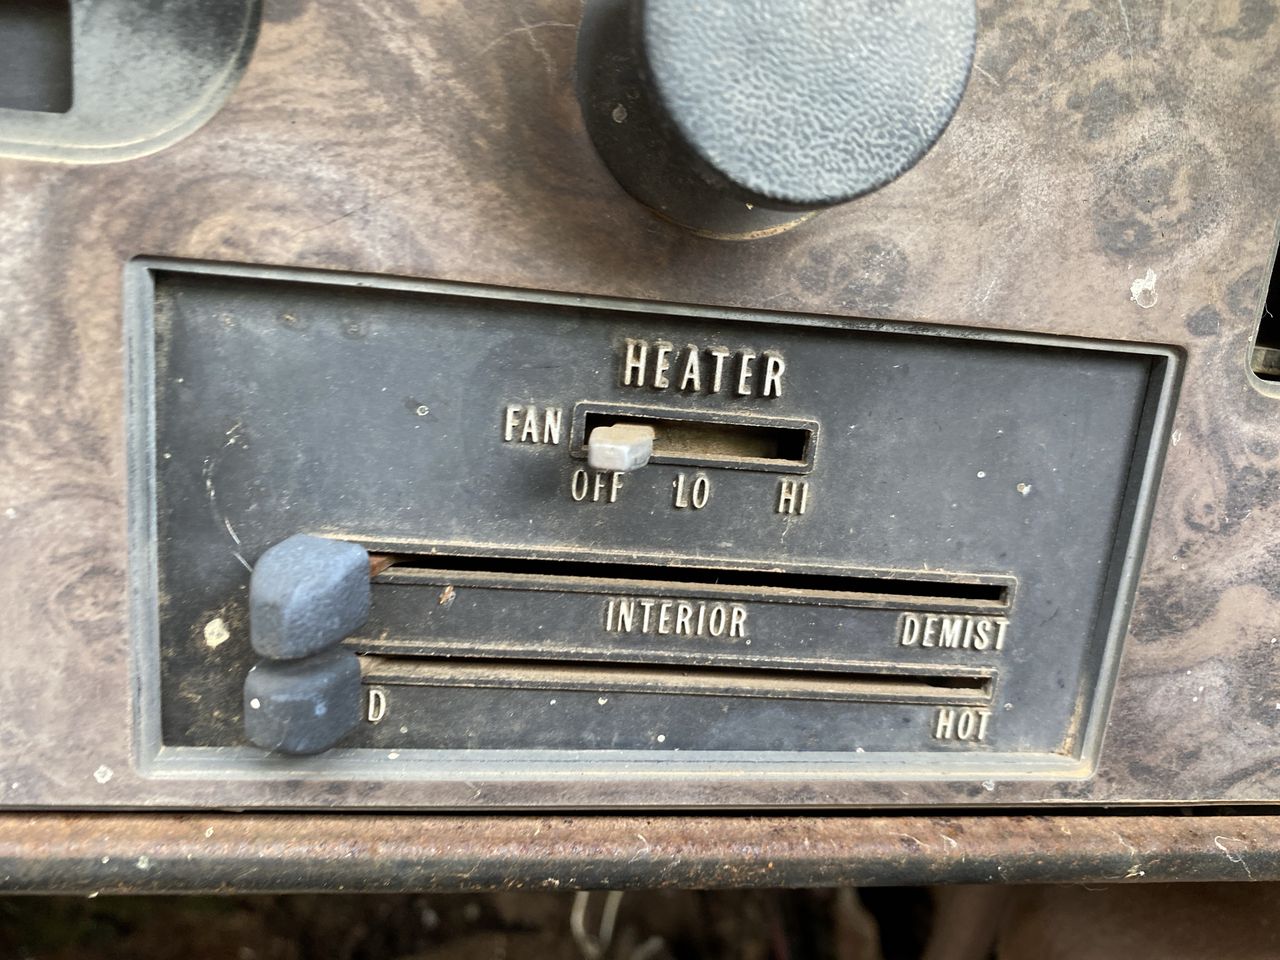 HEATER
FAN
OFF LO HI
INTERIOR DEMIST
D HOT